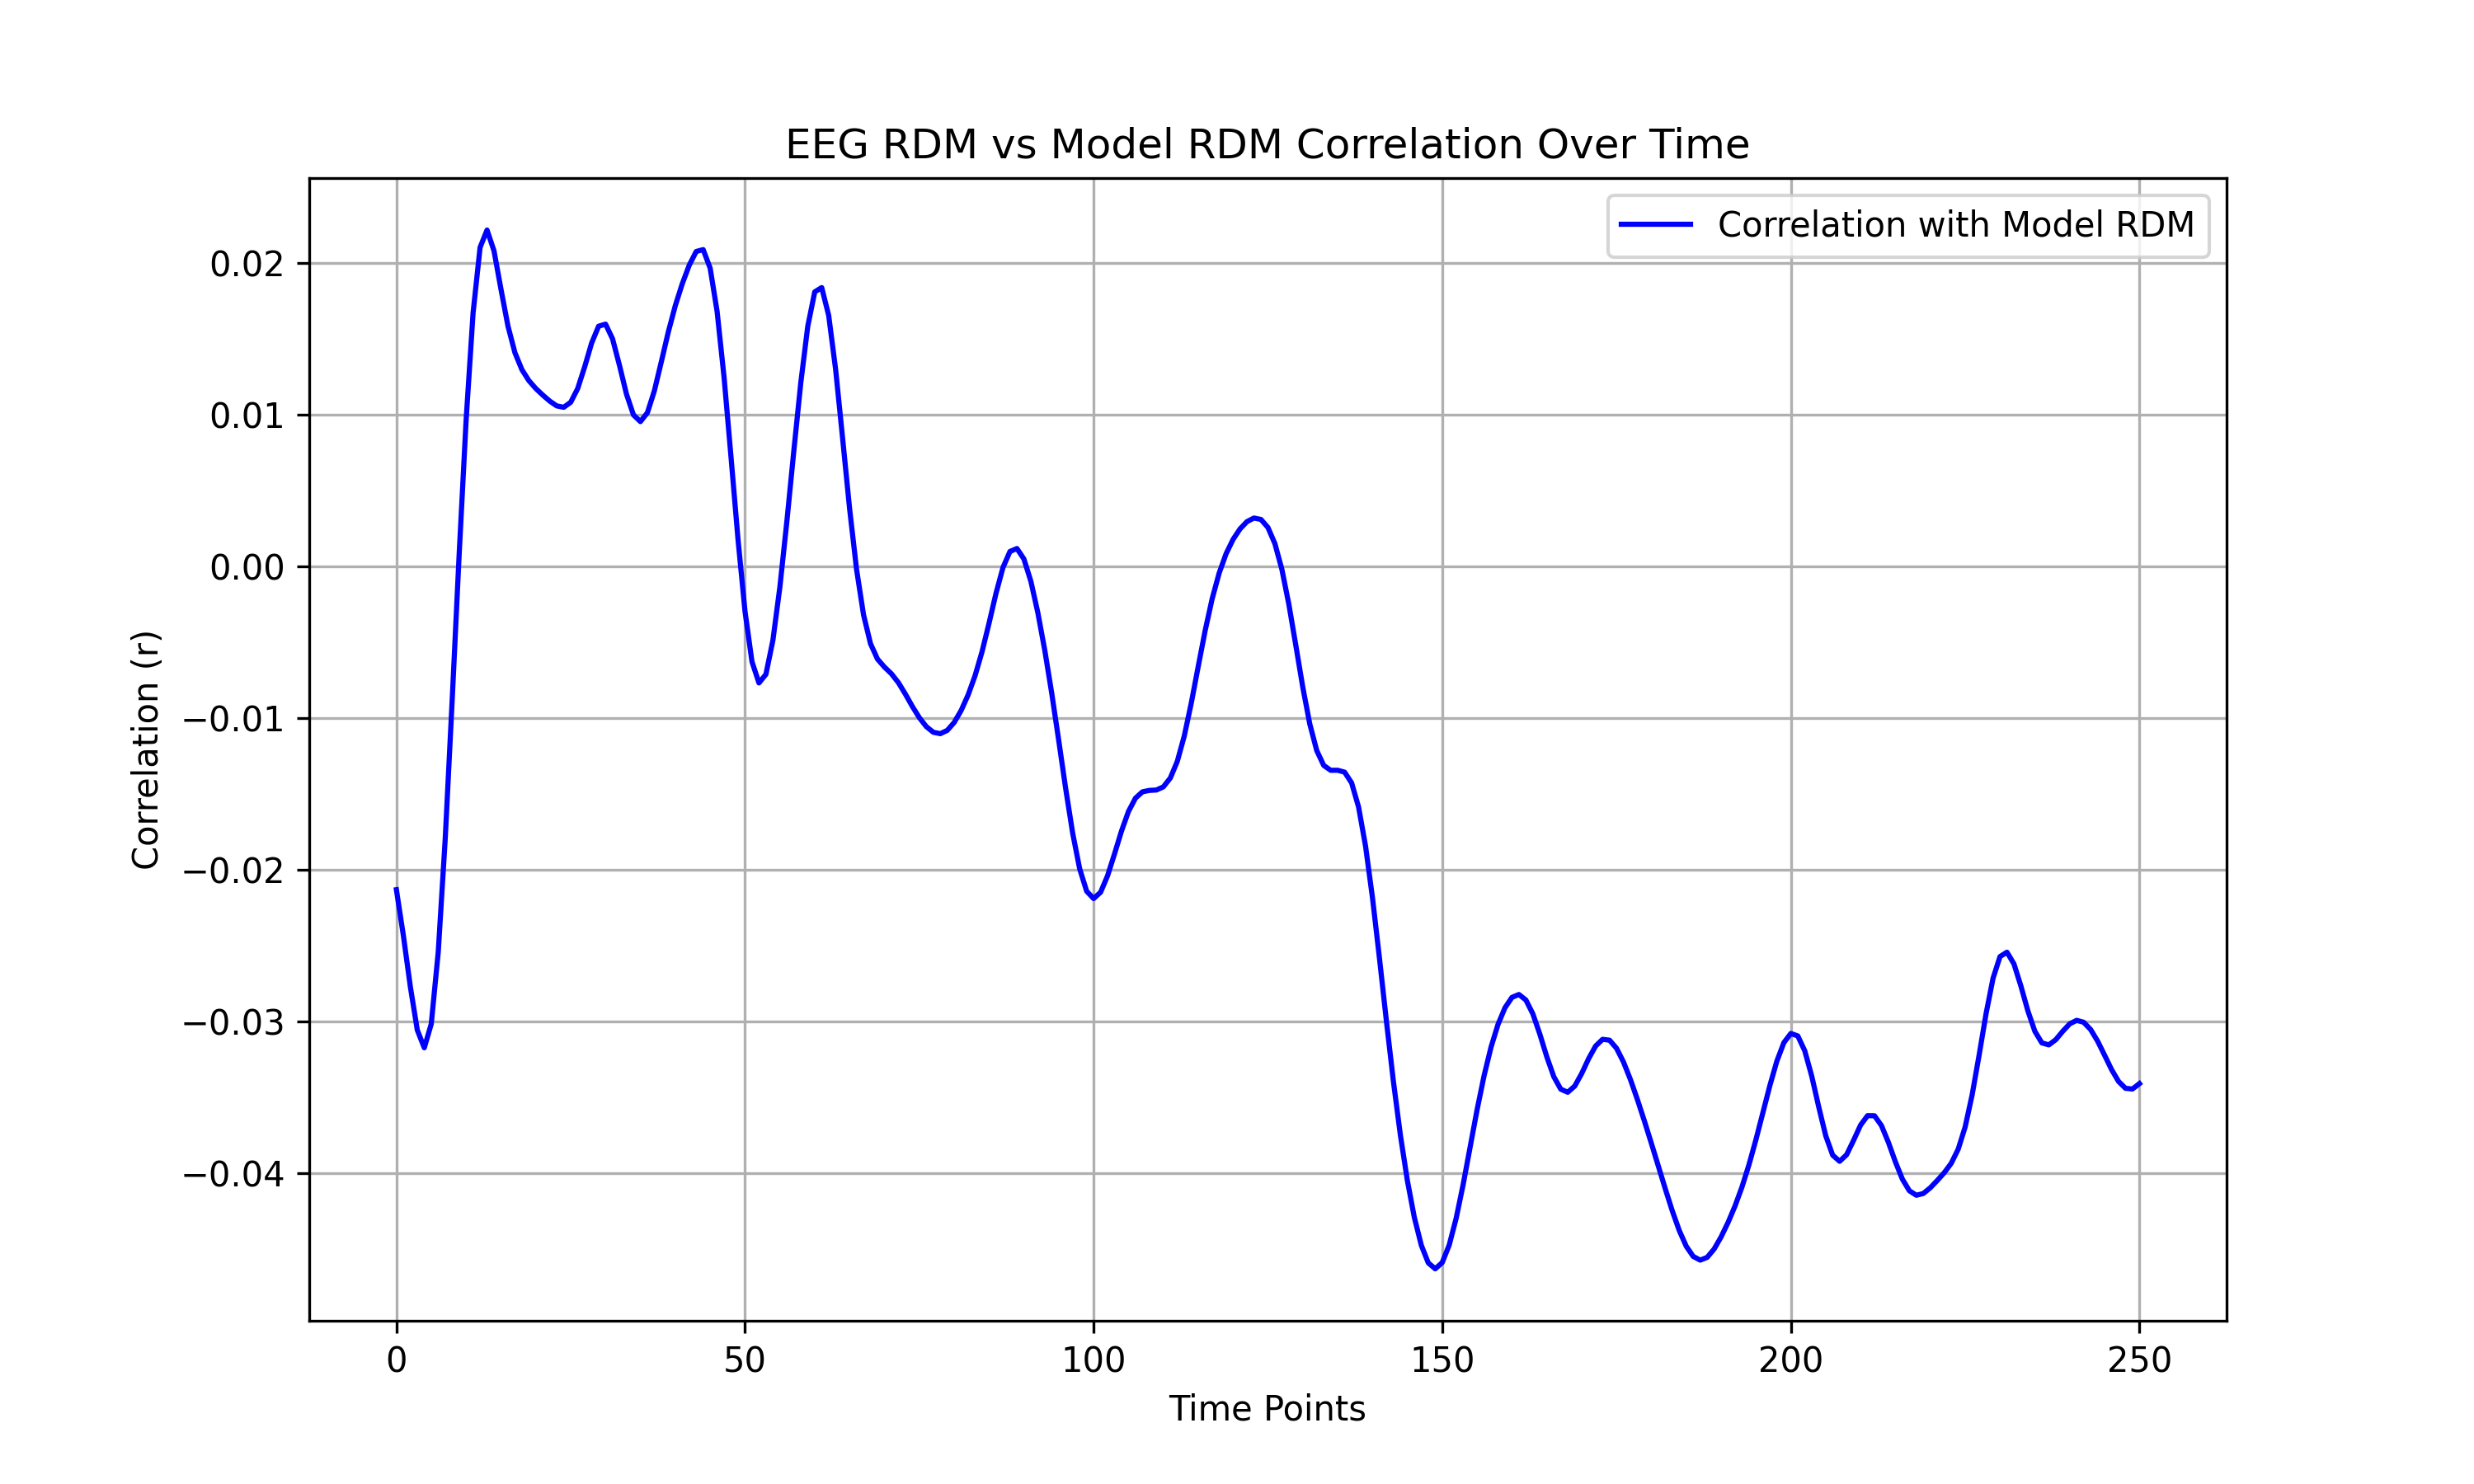 EEG RDM vs Model RDM Correlation Over Time
Correlation with Model RDM
Correlation (r)
0.02
0.01
0.00
−0.01
−0.02
−0.03
−0.04
0 50 100 150 200 250
Time Points